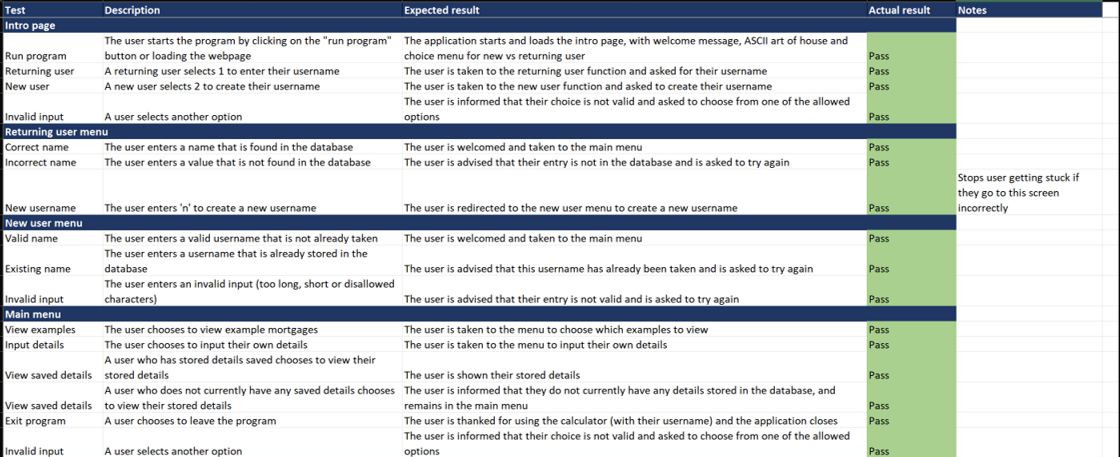 Test Description Expected result Actual result Notes
Intro page
The user starts the program by clicking on the "run program" The application starts and loads the intro page, with welcome message, ASCII art of house and
Run program button or loading the webpage choice menu for new vs returning user Pass
Returning user A returning user selects 1 to enter their username The user is taken to the returning user function and asked for their username Pass
New user A new user selects 2 to create their username The user is taken to the new user function and asked to create their username Pass
The user is informed that their choice is not valid and asked to choose from one of the allowed
Invalid input A user selects another option options Pass
Returning user menu
Correct name The user enters a name that is found in the database The user is welcomed and taken to the main menu Pass
Incorrect name The user enters a value that is not found in the database The user is advised that their entry is not in the database and is asked to try again Pass
Stops user getting stuck if
they go to this screen
New username The user enters 'n' to create a new username The user is redirected to the new user menu to create a new username Pass incorrectly
New user menu
Valid name The user enters a valid username that is not already taken The user is welcomed and taken to the main menu Pass
The user enters a username that is already stored in the
Existing name database The user is advised that this username has already been taken and is asked to try again Pass
The user enters an invalid input (too long, short or disallowed
Invalid input characters) The user is advised that their entry is not valid and is asked to try again Pass
Main menu
View examples The user chooses to view example mortgages The user is taken to the menu to choose which examples to view Pass
Input details The user chooses to input their own details The user is taken to the menu to input their own details Pass
A user who has stored details saved chooses to view their
View saved details stored details The user is shown their stored details Pass
A user who does not currently have any saved details chooses The user is informed that they do not currently have any details stored in the database, and
View saved details to view their stored details remains in the main menu Pass
Exit program A user chooses to leave the program The user is thanked for using the calculator (with their username) and the application closes Pass
The user is informed that their choice is not valid and asked to choose from one of the allowed
Invalid input A user selects another option options Pass